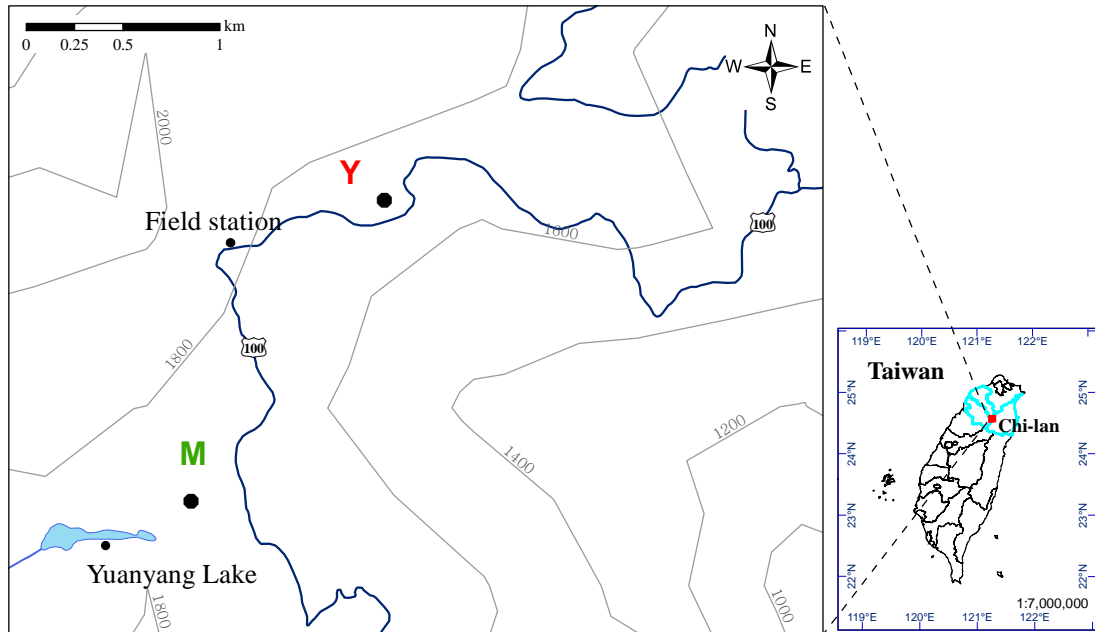 km
0 0.25 0.5 1
N
W E
S
2000
Y
Field station
100
1600
1800
100
M
1200
1400
Yuanyang Lake
1800
1000
119°E 120°E 121°E 122°E
Taiwan
25°N 25°N
Chi-lan
24°N 24°N
23°N 23°N
22°N 22°N
1:7,000,000
119°E 120°E 121°E 122°E